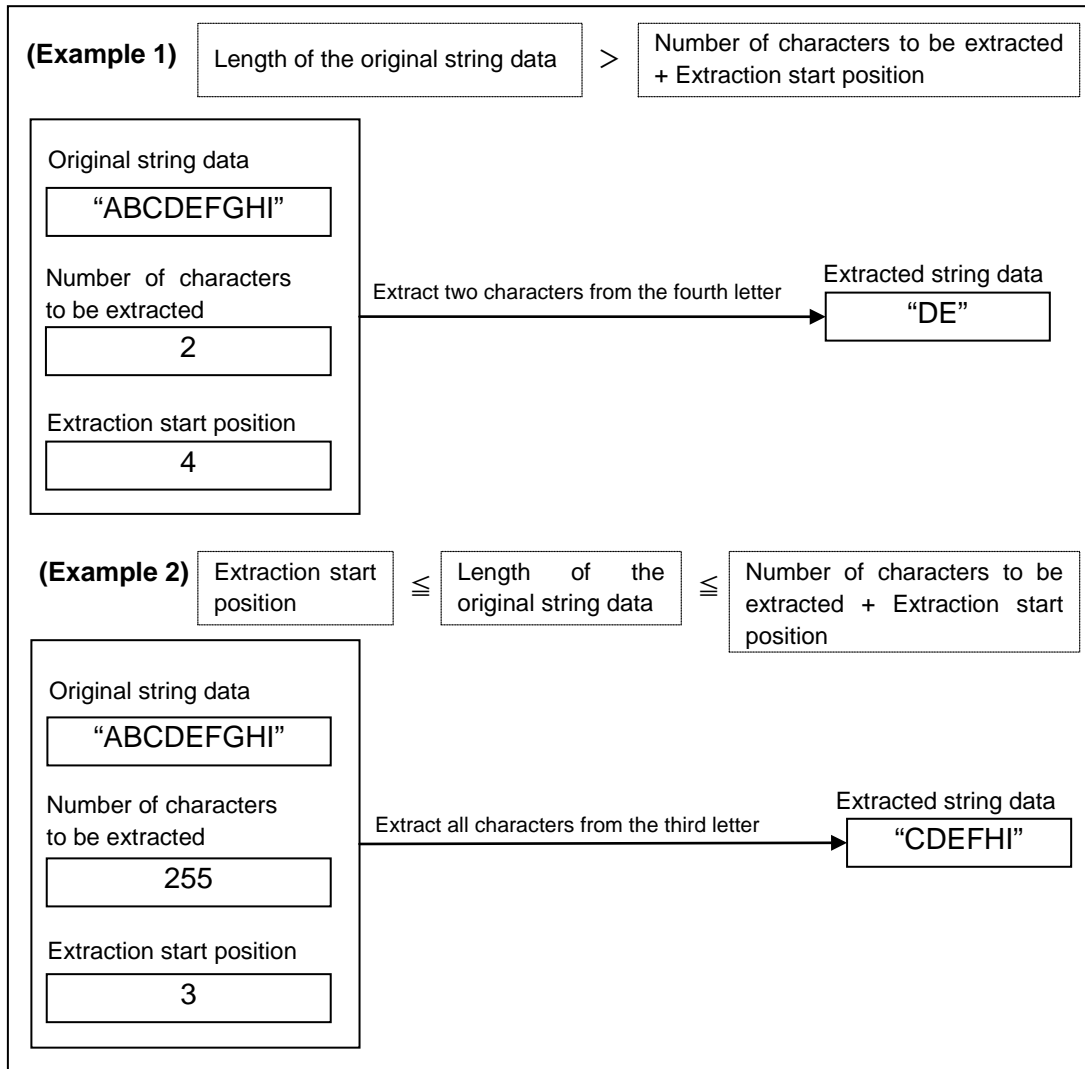 (Example 1)
Length of the original string data
>
Number of characters to be extracted
+ Extraction start position
Original string data
“ABCDEFGHI”
Number of characters
to be extracted
2
Extraction start position
4
Extract two characters from the fourth letter
Extracted string data
“DE”
(Example 2)
Extraction start
position
≦
Length of the
original string data
≦
Number of characters to be
extracted + Extraction start
position
Original string data
“ABCDEFGHI”
Number of characters
to be extracted
255
Extraction start position
3
Extract all characters from the third letter
Extracted string data
“CDEFHI”